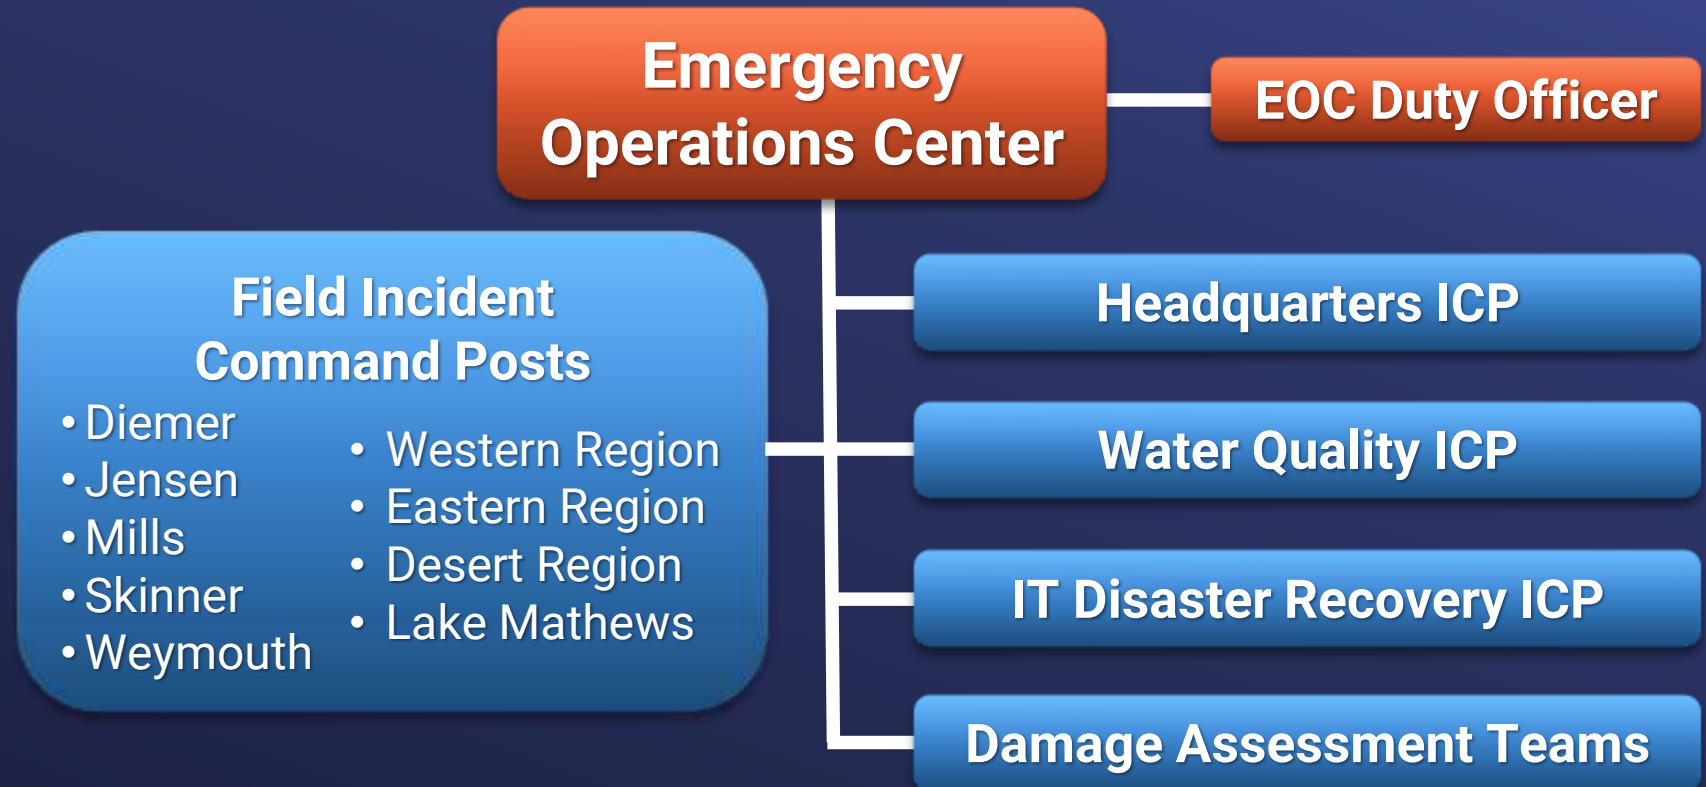 Emergency
Operations Center
EOC Duty Officer
Field Incident
Command Posts
• Diemer
• Jensen
• Mills
• Skinner
• Weymouth
• Western Region
• Eastern Region
• Desert Region
• Lake Mathews
Headquarters ICP
Water Quality ICP
IT Disaster Recovery ICP
Damage Assessment Teams